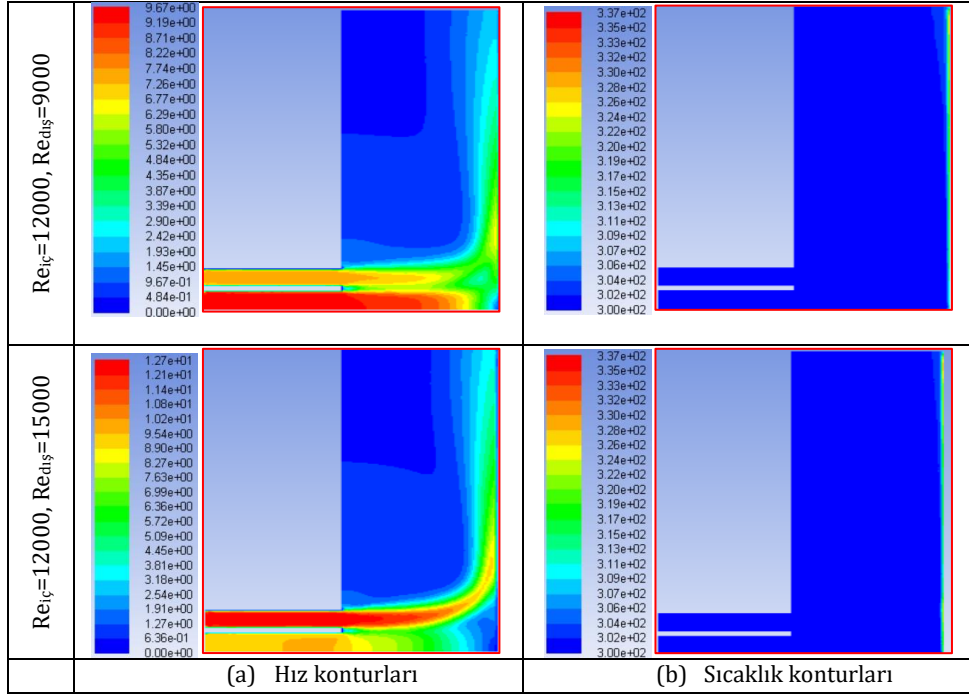 Reiç=12000, Redış=9000
9.67e+00
9.19e+00
8.71e+00
8.22e+00
7.74e+00
7.26e+00
6.77e+00
6.29e+00
5.80e+00
5.32e+00
4.84e+00
4.35e+00
3.87e+00
3.39e+00
2.90e+00
2.42e+00
1.93e+00
1.45e+00
9.67e-01
4.84e-01
0.00e+00
3.37e+02
3.35e+02
3.33e+02
3.32e+02
3.30e+02
3.28e+02
3.26e+02
3.24e+02
3.22e+02
3.20e+02
3.19e+02
3.17e+02
3.15e+02
3.13e+02
3.11e+02
3.09e+02
3.07e+02
3.06e+02
3.04e+02
3.02e+02
3.00e+02
Reiç=12000, Redış=15000
1.27e+01
1.21e+01
1.14e+01
1.08e+01
1.02e+01
9.54e+00
8.90e+00
8.27e+00
7.63e+00
6.99e+00
6.36e+00
5.72e+00
5.09e+00
4.45e+00
3.81e+00
3.18e+00
2.54e+00
1.91e+00
1.27e+00
6.36e-01
0.00e+00
3.37e+02
3.35e+02
3.33e+02
3.32e+02
3.30e+02
3.28e+02
3.26e+02
3.24e+02
3.22e+02
3.20e+02
3.19e+02
3.17e+02
3.15e+02
3.13e+02
3.11e+02
3.09e+02
3.07e+02
3.06e+02
3.04e+02
3.02e+02
3.00e+02
(a) Hız konturları
(b) Sıcaklık konturları